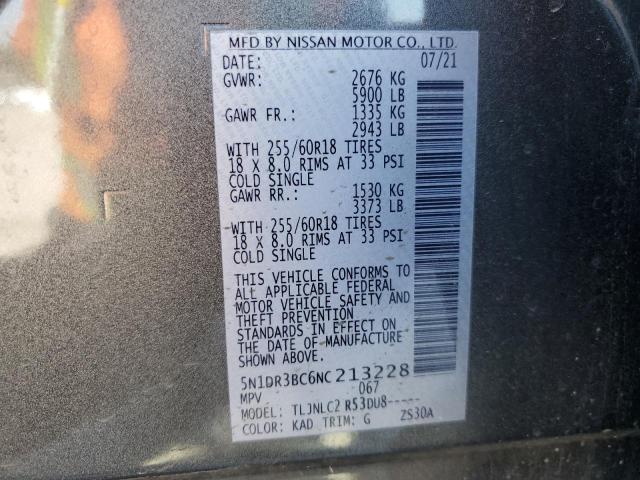 MFD BY NISSAN MOTOR CO., LTD.
DATE: 07/21
GVWR: 2676 KG
5900 LB
GAWR FR.: 1335 KG
2943 LB
WITH 255/60R18 TIRES
18 X 8.0 RIMS AT 33 PSI
COLD SINGLE
GAWR RR.: 1530 KG
3373 LB
WITH 255/60R18 TIRES
18 X 8.0 RIMS AT 33 PSI
COLD SINGLE
THIS VEHICLE CONFORMS TO
ALL APPLICABLE FEDERAL
MOTOR VEHICLE SAFETY AND
THEFT PREVENTION
STANDARDS IN EFFECT ON
THE DATE OF MANUFACTURE
SHOWN ABOVE.
5N1DR3BC6NC213228
MPV 067
MODEL: TLJNLC2 R53DU8-----
COLOR: KAD TRIM: G ZS30A